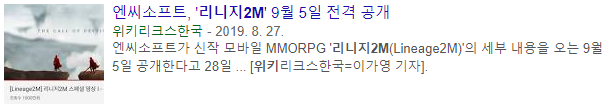 엔씨소프트, '리니지2M' 9월 5일 전격 공개
위키리크스한국 - 2019. 8. 27.
엔씨소프트가 신작 모바일 MMORPG '리니지2M(Lineage2M)'의 세부 내용을 오는 9월
5일 공개한다고 28일 ... [위키리크스한국=이가영 기자].
THE CALL OF DESTINY
[Lineage2M] 리니지2M 스페셜 영상 I -